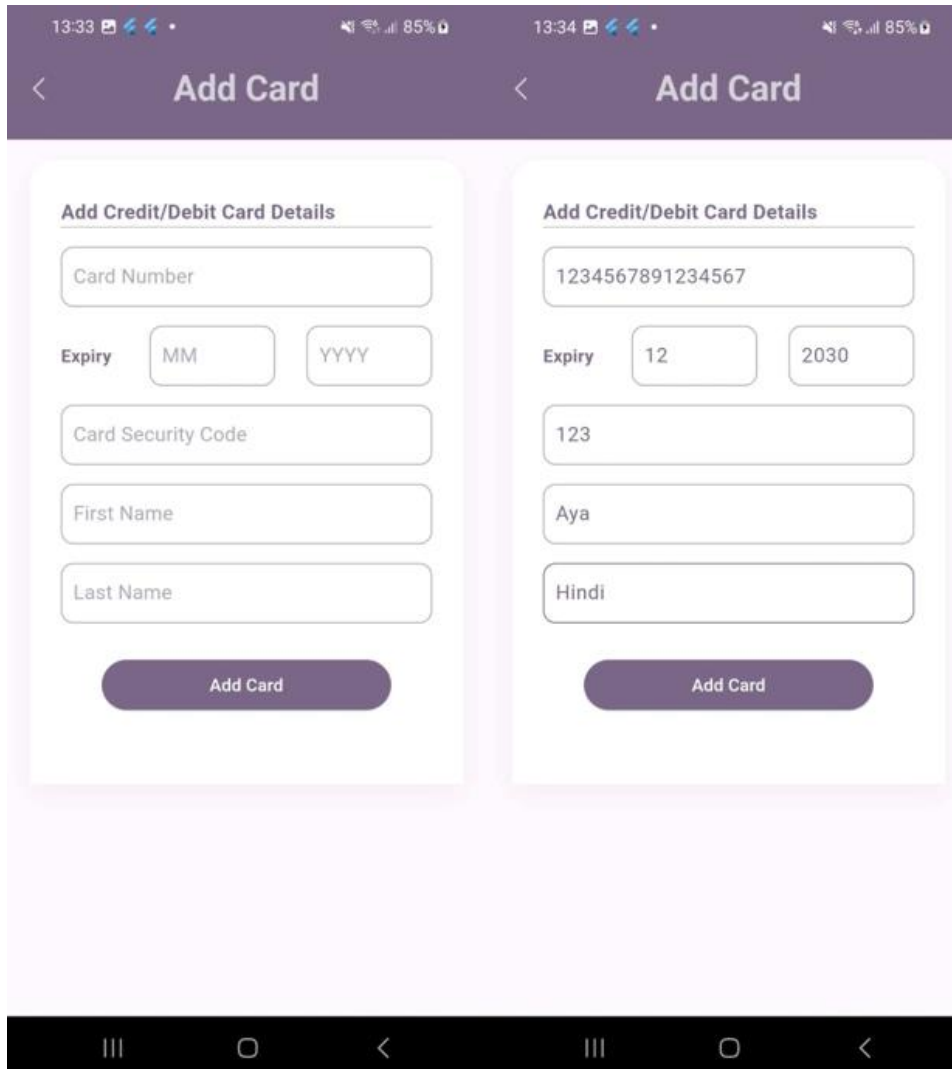 13:33
85%
Add Card
Add Credit/Debit Card Details
Card Number
Expiry MM YYYY
Card Security Code
First Name
Last Name
Add Card
13:34
85%
Add Card
Add Credit/Debit Card Details
1234567891234567
Expiry 12 2030
123
Aya
Hindi
Add Card